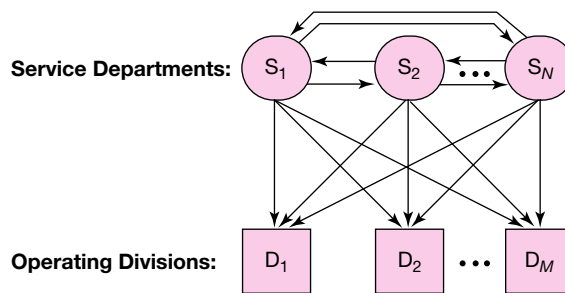 Service Departments: S1 S2 ••• SN
Operating Divisions: D1 D2 ••• DM